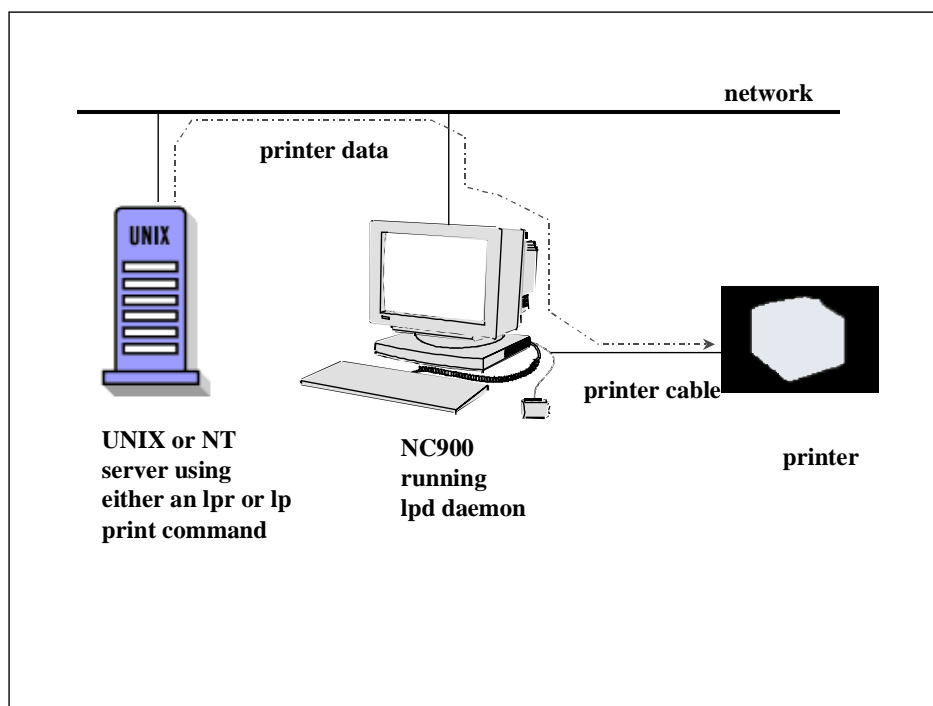 network
printer data
UNIX
printer cable
UNIX or NT
server using
either an lpr or lp
print command
NC900
running
lpd daemon
printer